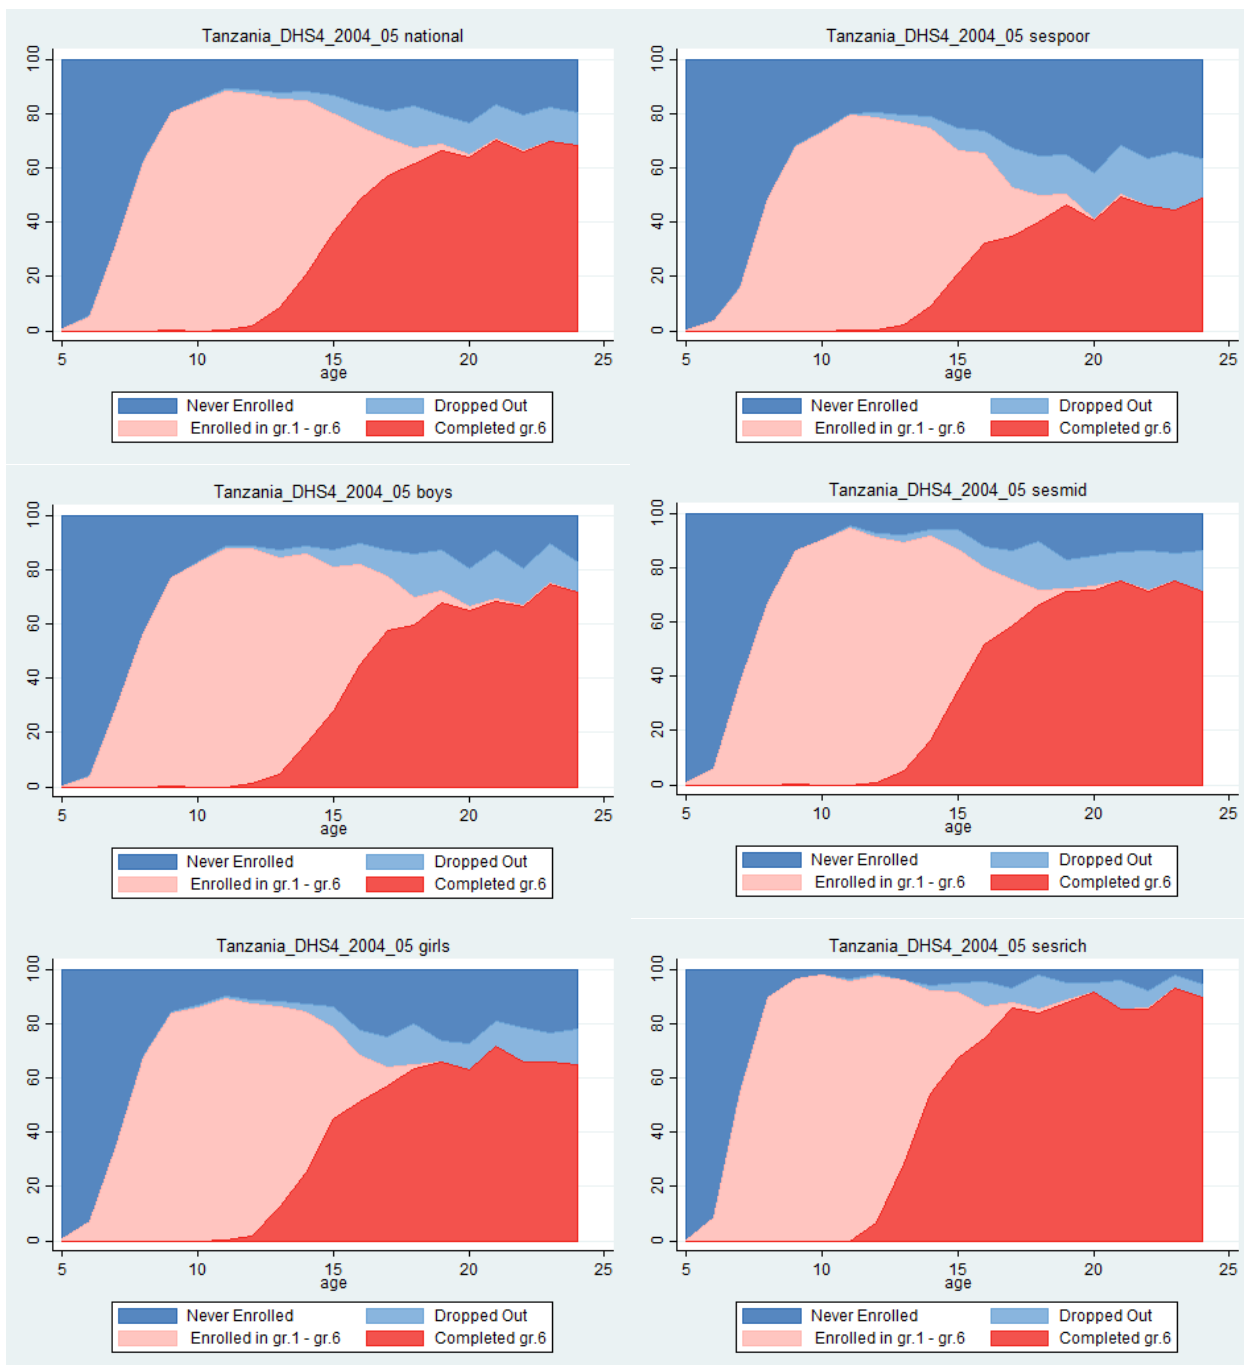 Tanzania_DHS4_2004_05 national
100
80
60
40
20
0
5 10 15 20 25
age
Never Enrolled Dropped Out
Enrolled in gr.1 - gr.6 Completed gr.6
Tanzania_DHS4_2004_05 sespoor
100
80
60
40
20
0
5 10 15 20 25
age
Never Enrolled Dropped Out
Enrolled in gr.1 - gr.6 Completed gr.6
Tanzania_DHS4_2004_05 boys
100
80
60
40
20
0
5 10 15 20 25
age
Never Enrolled Dropped Out
Enrolled in gr.1 - gr.6 Completed gr.6
Tanzania_DHS4_2004_05 sesmid
100
80
60
40
20
0
5 10 15 20 25
age
Never Enrolled Dropped Out
Enrolled in gr.1 - gr.6 Completed gr.6
Tanzania_DHS4_2004_05 girls
100
80
60
40
20
0
5 10 15 20 25
age
Never Enrolled Dropped Out
Enrolled in gr.1 - gr.6 Completed gr.6
Tanzania_DHS4_2004_05 sesrich
100
80
60
40
20
0
5 10 15 20 25
age
Never Enrolled Dropped Out
Enrolled in gr.1 - gr.6 Completed gr.6